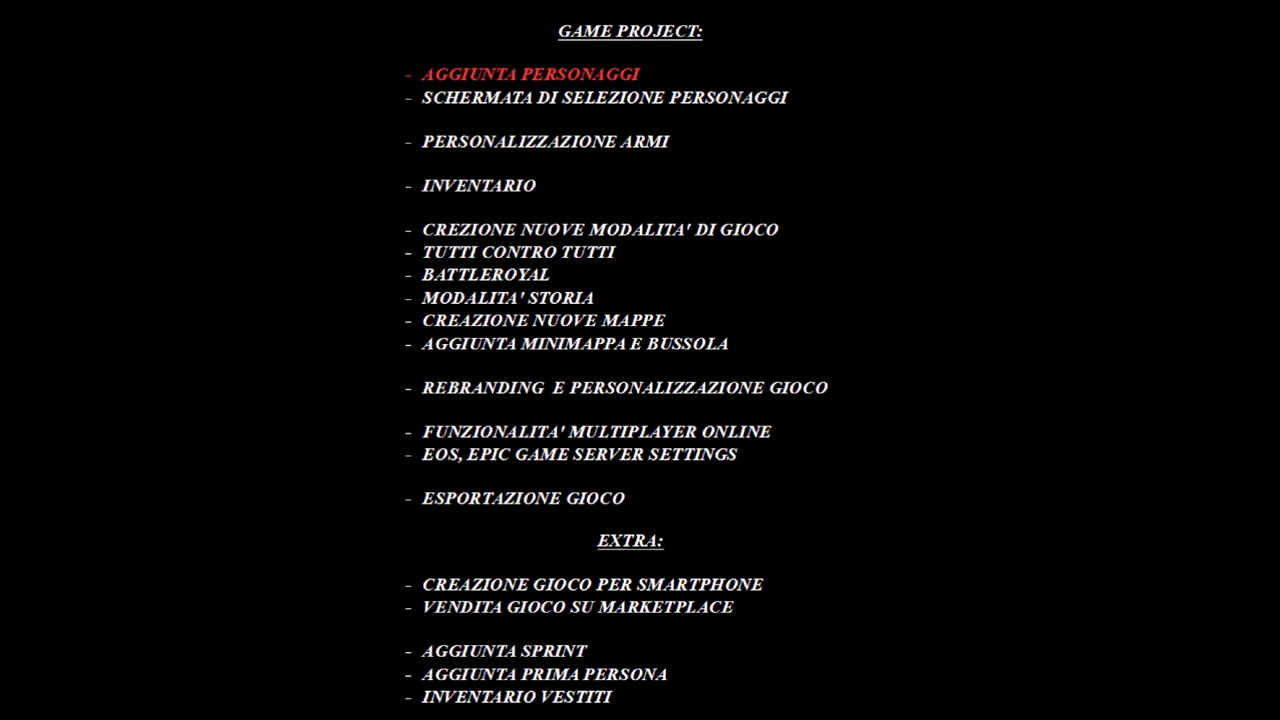 GAME PROJECT:
- AGGIUNTA PERSONAGGI
- SCHERMATA DI SELEZIONE PERSONAGGI
- PERSONALIZZAZIONE ARMI
- INVENTARIO
- CREZIONE NUOVE MODALITA' DI GIOCO
- TUTTI CONTRO TUTTI
- BATTLEROYAL
- MODALITA' STORIA
- CREAZIONE NUOVE MAPPE
- AGGIUNTA MINIMAPPA E BUSSOLA
- REBRANDING  E PERSONALIZZAZIONE GIOCO
- FUNZIONALITA' MULTIPLAYER ONLINE
- EOS, EPIC GAME SERVER SETTINGS
- ESPORTAZIONE GIOCO
EXTRA:
- CREAZIONE GIOCO PER SMARTPHONE
- VENDITA GIOCO SU MARKETPLACE
- AGGIUNTA SPRINT
- AGGIUNTA PRIMA PERSONA
- INVENTARIO VESTITI